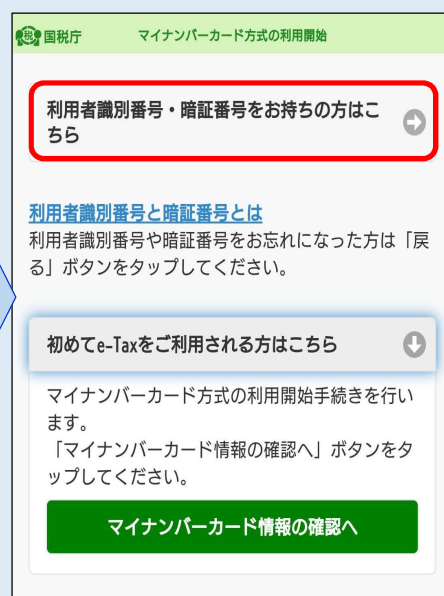 税 国税庁 マイナンバーカード方式の利用開始
利用者識別番号・暗証番号をお持ちの方はこ
ちら
利用者識別番号と暗証番号とは
利用者識別番号や暗証番号をお忘れになった方は「戻
る」ボタンをタップしてください。
初めてe-Taxをご利用される方はこちら
マイナンバーカード方式の利用開始手続きを行い
ます。
「マイナンバーカード情報の確認へ」ボタンをタ
ップしてください。
マイナンバーカード情報の確認へ